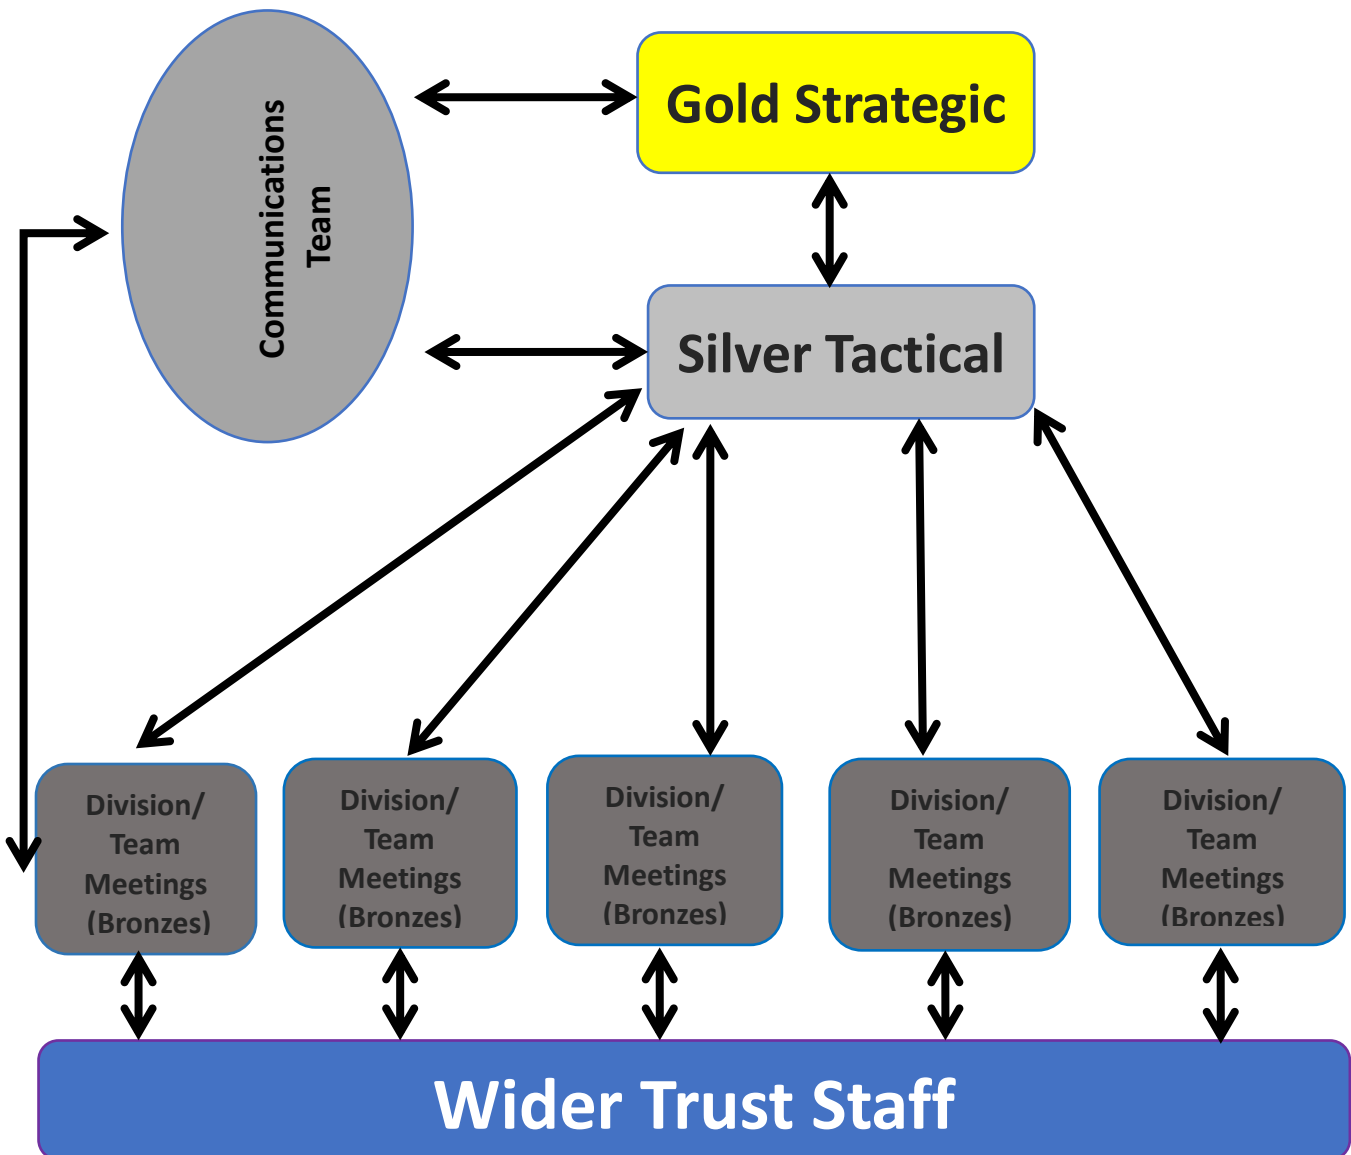 Gold Strategic
Communications
Team
Silver Tactical
Division/
Team
Meetings
(Bronzes)
Division/
Team
Meetings
(Bronzes)
Division/
Team
Meetings
(Bronzes)
Division/
Team
Meetings
(Bronzes)
Division/
Team
Meetings
(Bronzes)
Wider Trust Staff